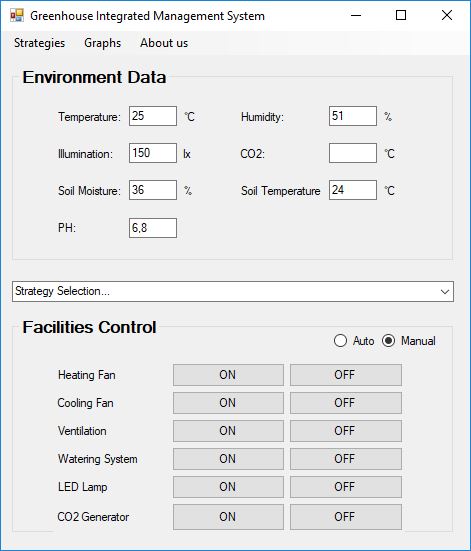 Greenhouse Integrated Management System
Strategies Graphs About us
Environment Data
Temperature: 25 °C Humidity: 51 %
Illumination: 150 lx CO2: °C
Soil Moisture: 36 % Soil Temperature 24 °C
PH: 6,8
Strategy Selection...
Facilities Control
Auto Manual
Heating Fan ON OFF
Cooling Fan ON OFF
Ventilation ON OFF
Watering System ON OFF
LED Lamp ON OFF
CO2 Generator ON OFF